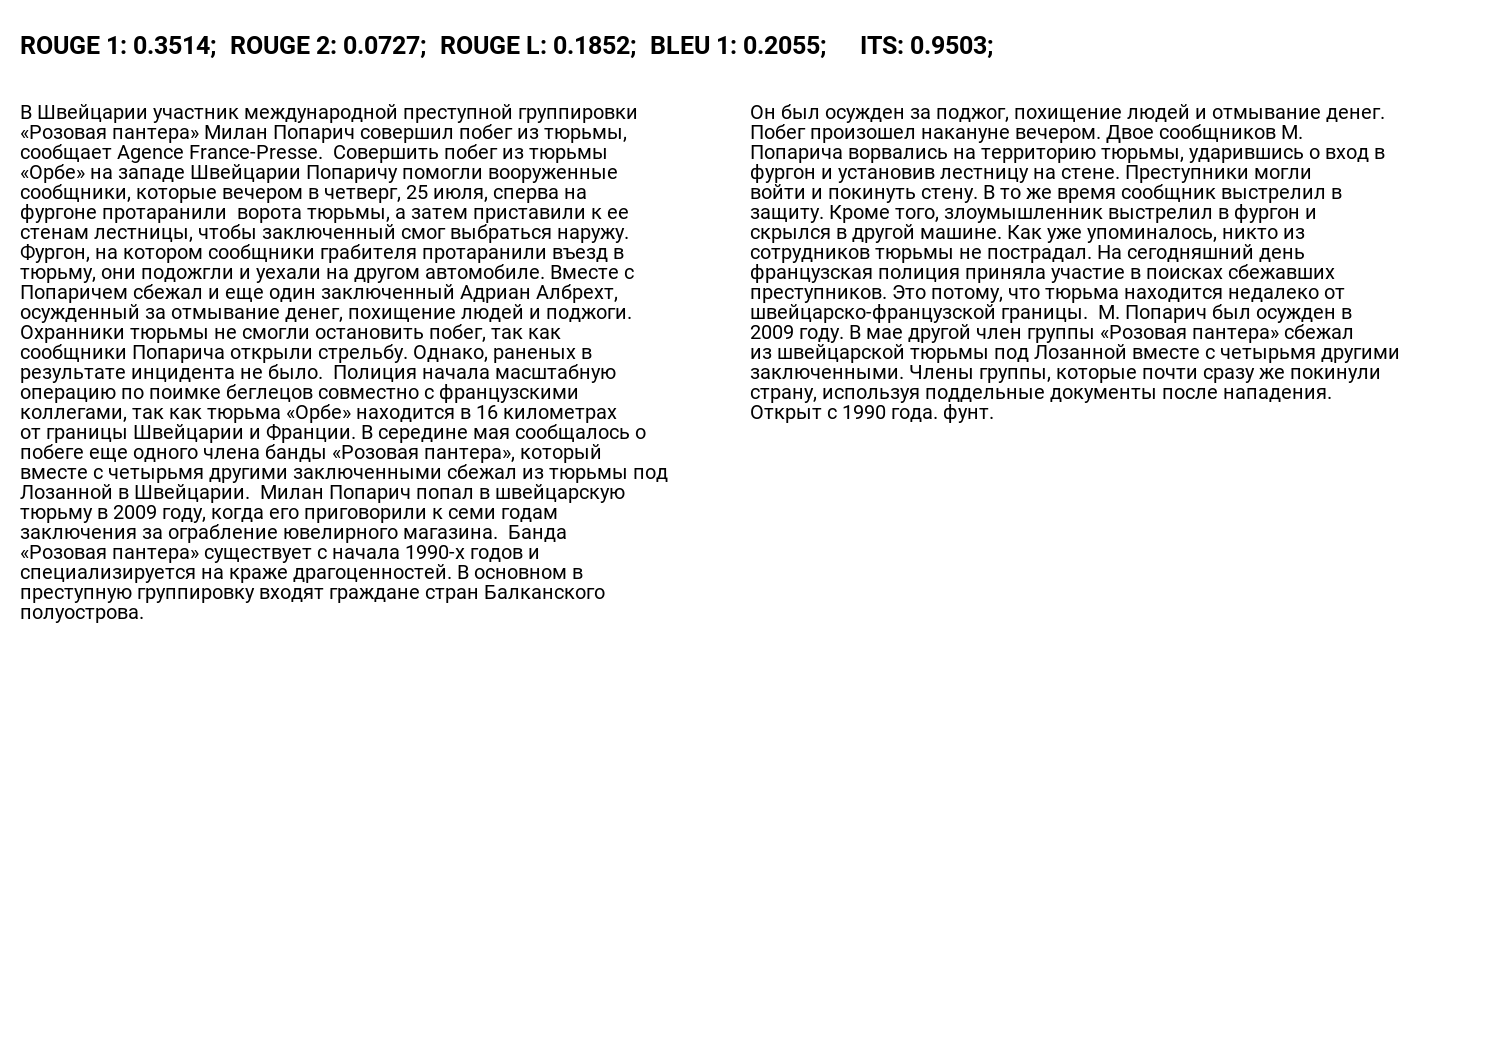 ROUGE 1: 0.3514;  ROUGE 2: 0.0727;  ROUGE L: 0.1852;  BLEU 1: 0.2055;     ITS: 0.9503;
В Швейцарии участник международной преступной группировки
«Розовая пантера» Милан Попарич совершил побег из тюрьмы,
сообщает Agence France-Presse.  Совершить побег из тюрьмы
«Орбе» на западе Швейцарии Попаричу помогли вооруженные
сообщники, которые вечером в четверг, 25 июля, сперва на
фургоне протаранили  ворота тюрьмы, а затем приставили к ее
стенам лестницы, чтобы заключенный смог выбраться наружу.
Фургон, на котором сообщники грабителя протаранили въезд в
тюрьму, они подожгли и уехали на другом автомобиле. Вместе с
Попаричем сбежал и еще один заключенный Адриан Албрехт,
осужденный за отмывание денег, похищение людей и поджоги.
Охранники тюрьмы не смогли остановить побег, так как
сообщники Попарича открыли стрельбу. Однако, раненых в
результате инцидента не было.  Полиция начала масштабную
операцию по поимке беглецов совместно с французскими
коллегами, так как тюрьма «Орбе» находится в 16 километрах
от границы Швейцарии и Франции. В середине мая сообщалось о
побеге еще одного члена банды «Розовая пантера», который
вместе с четырьмя другими заключенными сбежал из тюрьмы под
Лозанной в Швейцарии.  Милан Попарич попал в швейцарскую
тюрьму в 2009 году, когда его приговорили к семи годам
заключения за ограбление ювелирного магазина.  Банда
«Розовая пантера» существует с начала 1990-х годов и
специализируется на краже драгоценностей. В основном в
преступную группировку входят граждане стран Балканского
полуострова.
Он был осужден за поджог, похищение людей и отмывание денег.
Побег произошел накануне вечером. Двое сообщников М.
Попарича ворвались на территорию тюрьмы, ударившись о вход в
фургон и установив лестницу на стене. Преступники могли
войти и покинуть стену. В то же время сообщник выстрелил в
защиту. Кроме того, злоумышленник выстрелил в фургон и
скрылся в другой машине. Как уже упоминалось, никто из
сотрудников тюрьмы не пострадал. На сегодняшний день
французская полиция приняла участие в поисках сбежавших
преступников. Это потому, что тюрьма находится недалеко от
швейцарско-французской границы.  М. Попарич был осужден в
2009 году. В мае другой член группы «Розовая пантера» сбежал
из швейцарской тюрьмы под Лозанной вместе с четырьмя другими
заключенными. Члены группы, которые почти сразу же покинули
страну, используя поддельные документы после нападения.
Открыт с 1990 года. фунт.